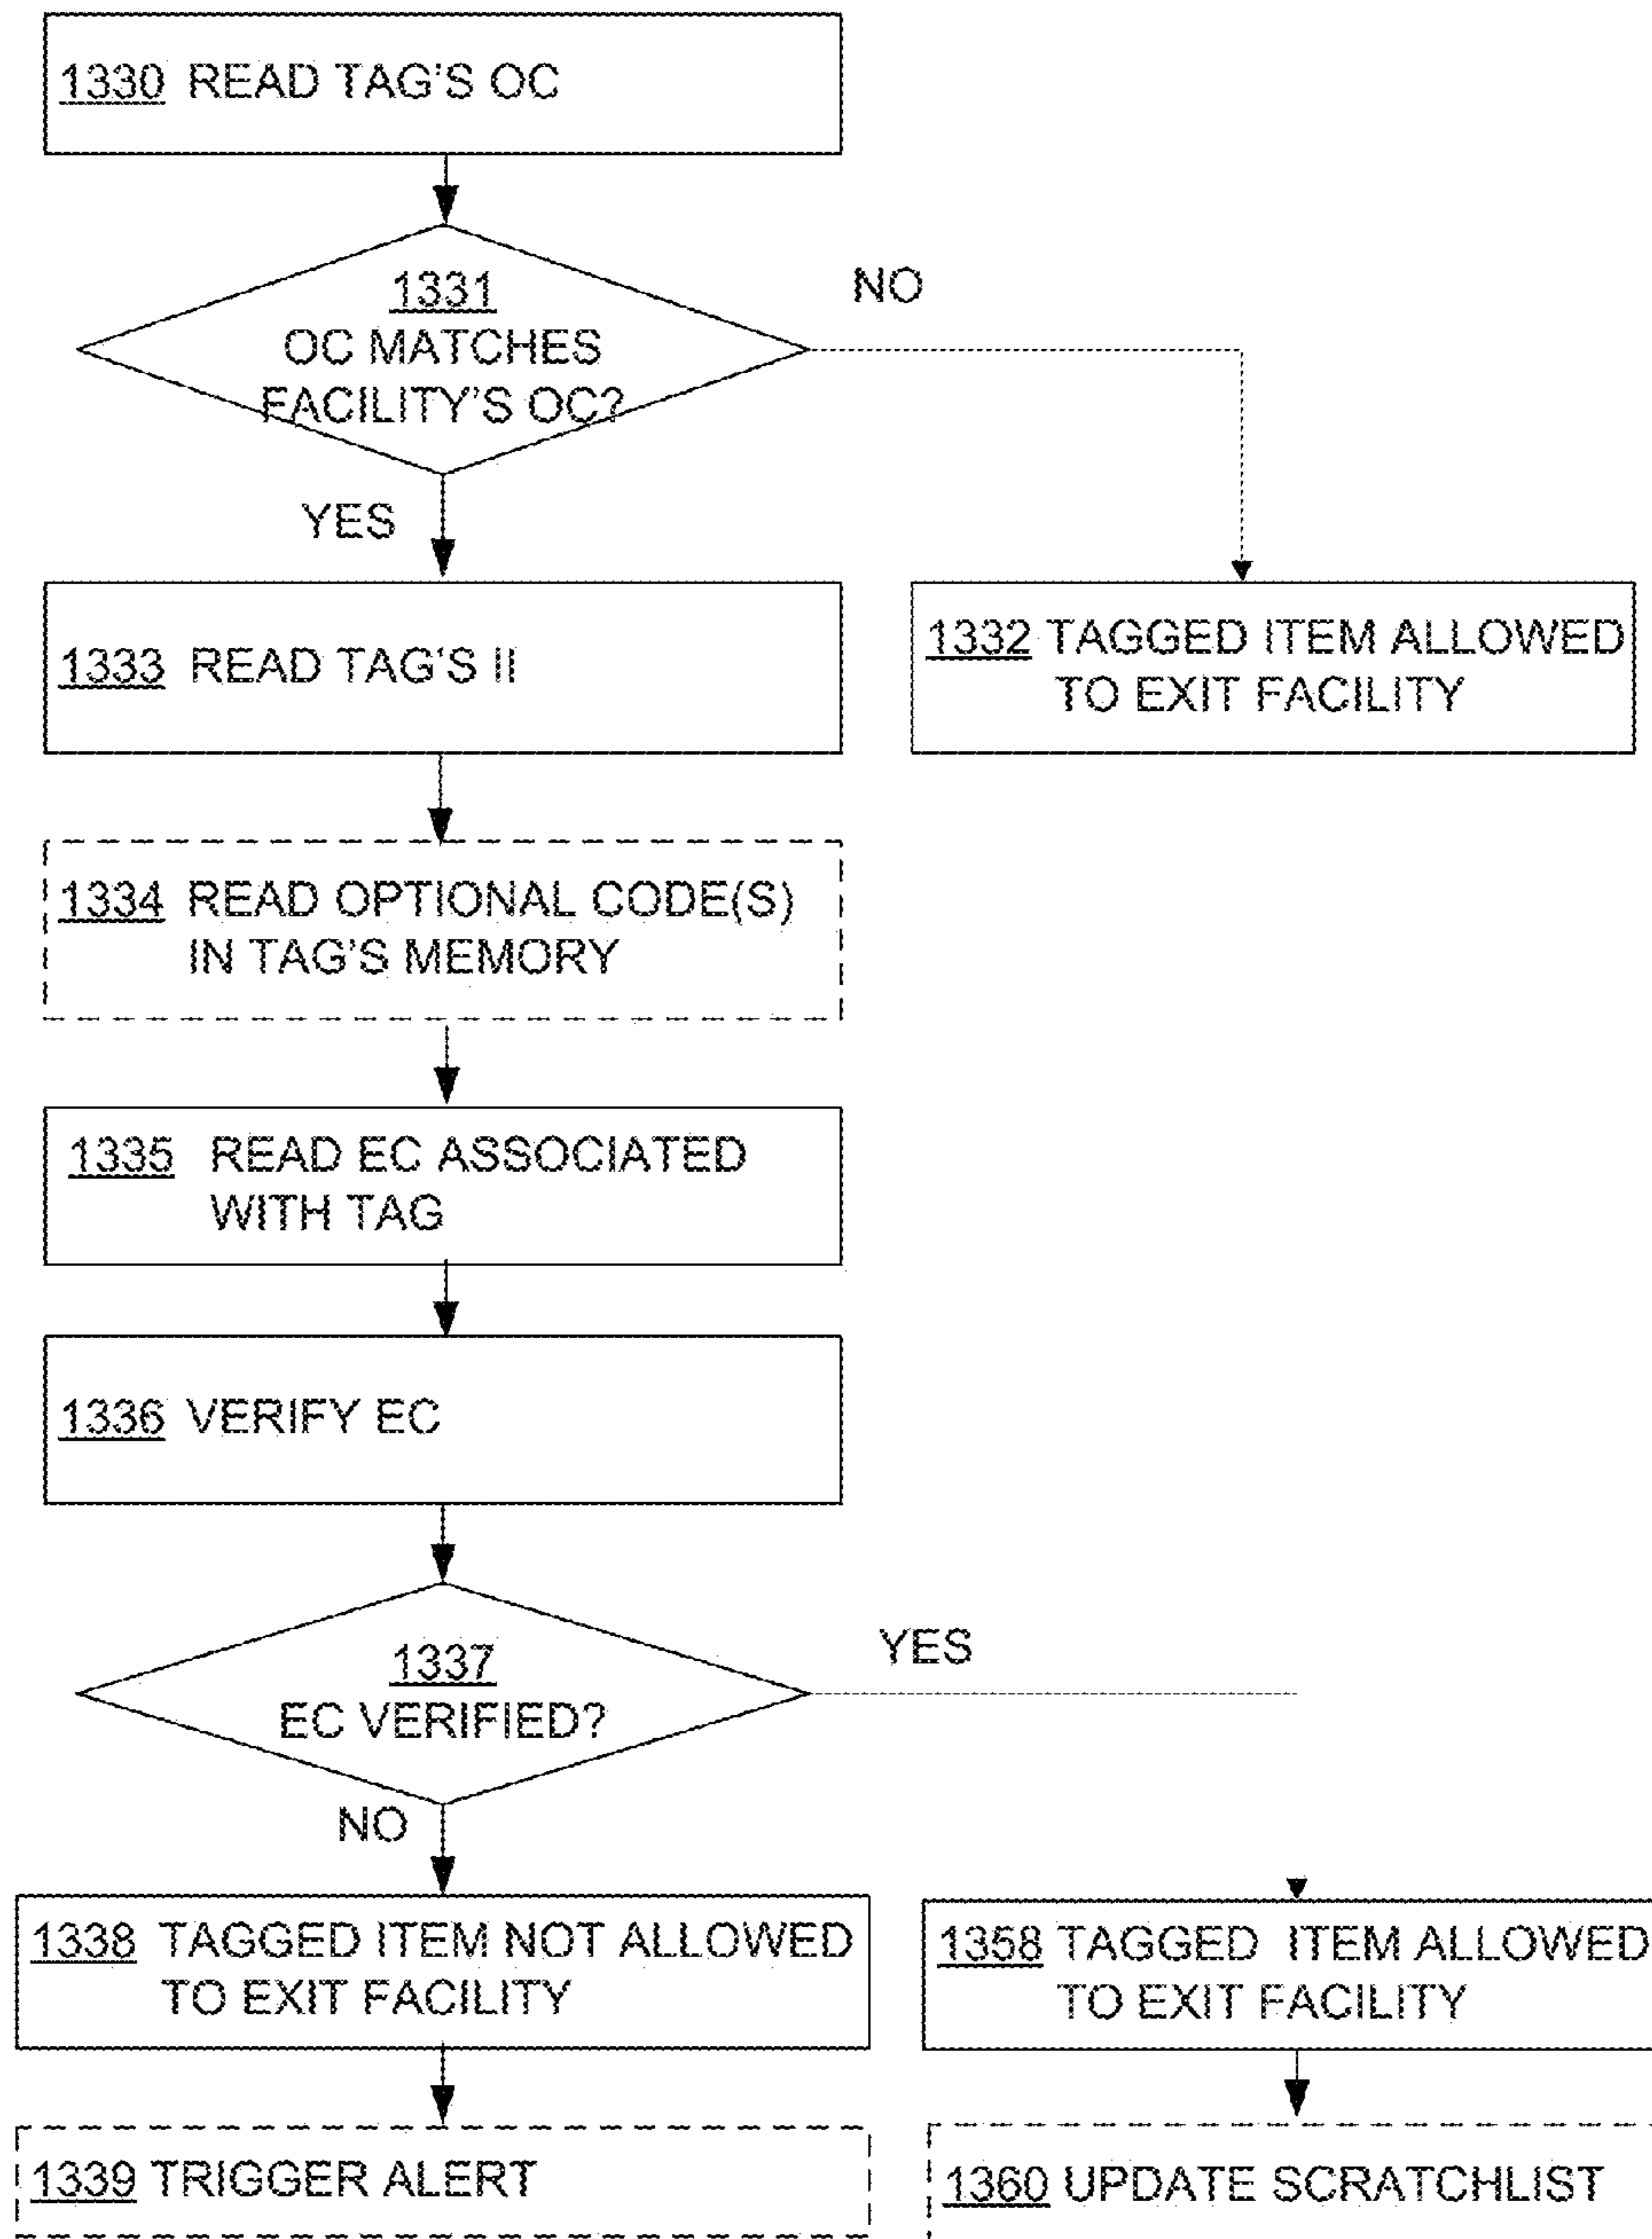 1330 READ TAG'S OC
1331
OC MATCHES
FACILITY'S OC?
NO
YES
1333 READ TAG'S II
1332 TAGGED ITEM ALLOWED
TO EXIT FACILITY
1334 READ OPTIONAL CODE(S)
IN TAG'S MEMORY
1335 READ EC ASSOCIATED
WITH TAG
1336 VERIFY EC
1337
EC VERIFIED?
YES
NO
1338 TAGGED ITEM NOT ALLOWED
TO EXIT FACILITY
1358 TAGGED ITEM ALLOWED
TO EXIT FACILITY
1339 TRIGGER ALERT
1360 UPDATE SCRATCHLIST